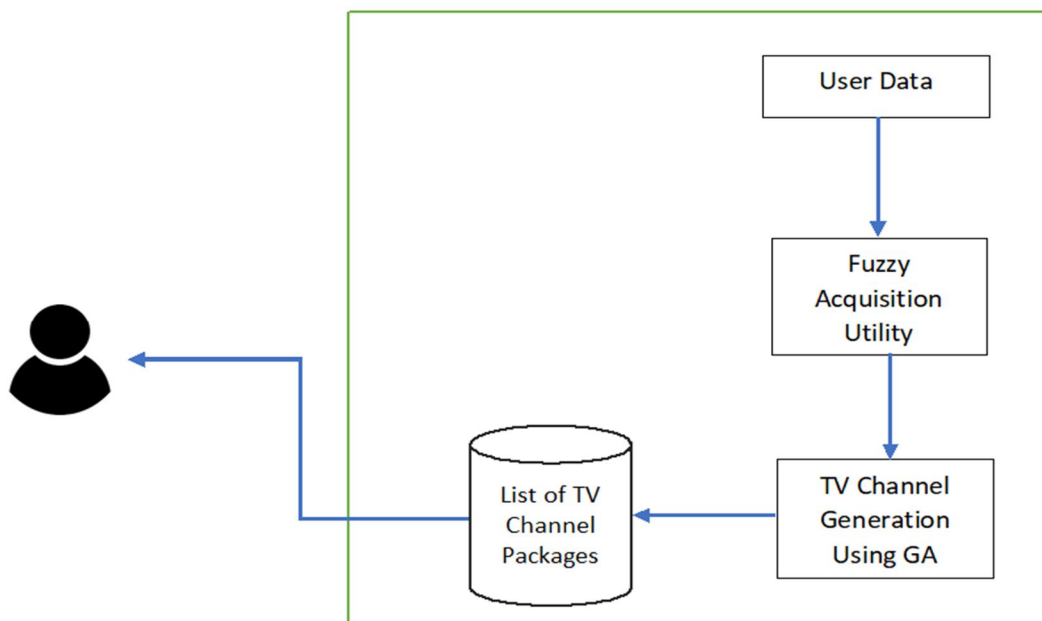 User Data
Fuzzy
Acquisition
Utility
TV Channel
Generation
Using GA
List of TV
Channel
Packages